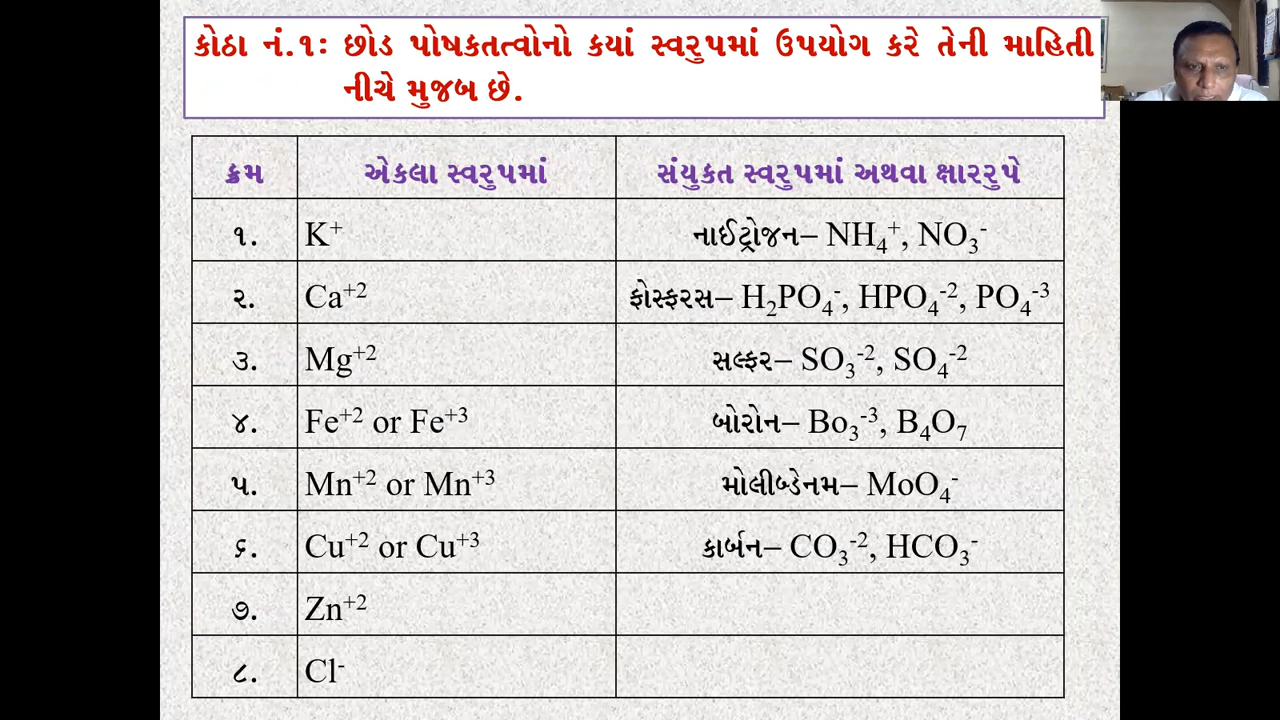 કોઠા નં.૧ઃ છોડ પોષકતત્વોનો કયાં સ્વરુપમાં ઉપયોગ કરે તેની માહિતી
નીચે મુજબ છે.
ક્રમ એકલા સ્વરુપમાં સંયુકત સ્વરુપમાં અથવા ક્ષારરુપે
૧. K⁺ નાઈટ્રોજન– NH₄⁺, NO₃⁻
૨. Ca⁺² ફોસ્ફરસ– H₂PO₄⁻, HPO₄⁻², PO₄⁻³
૩. Mg⁺² સલ્ફર– SO₃⁻², SO₄⁻²
૪. Fe⁺² or Fe⁺³ બોરોન– Bo₃⁻³, B₄O₇
૫. Mn⁺² or Mn⁺³ મોલીબ્ડેનમ– MoO₄⁻
૬. Cu⁺² or Cu⁺³ કાર્બન– CO₃⁻², HCO₃⁻
૭. Zn⁺²
૮. Cl⁻